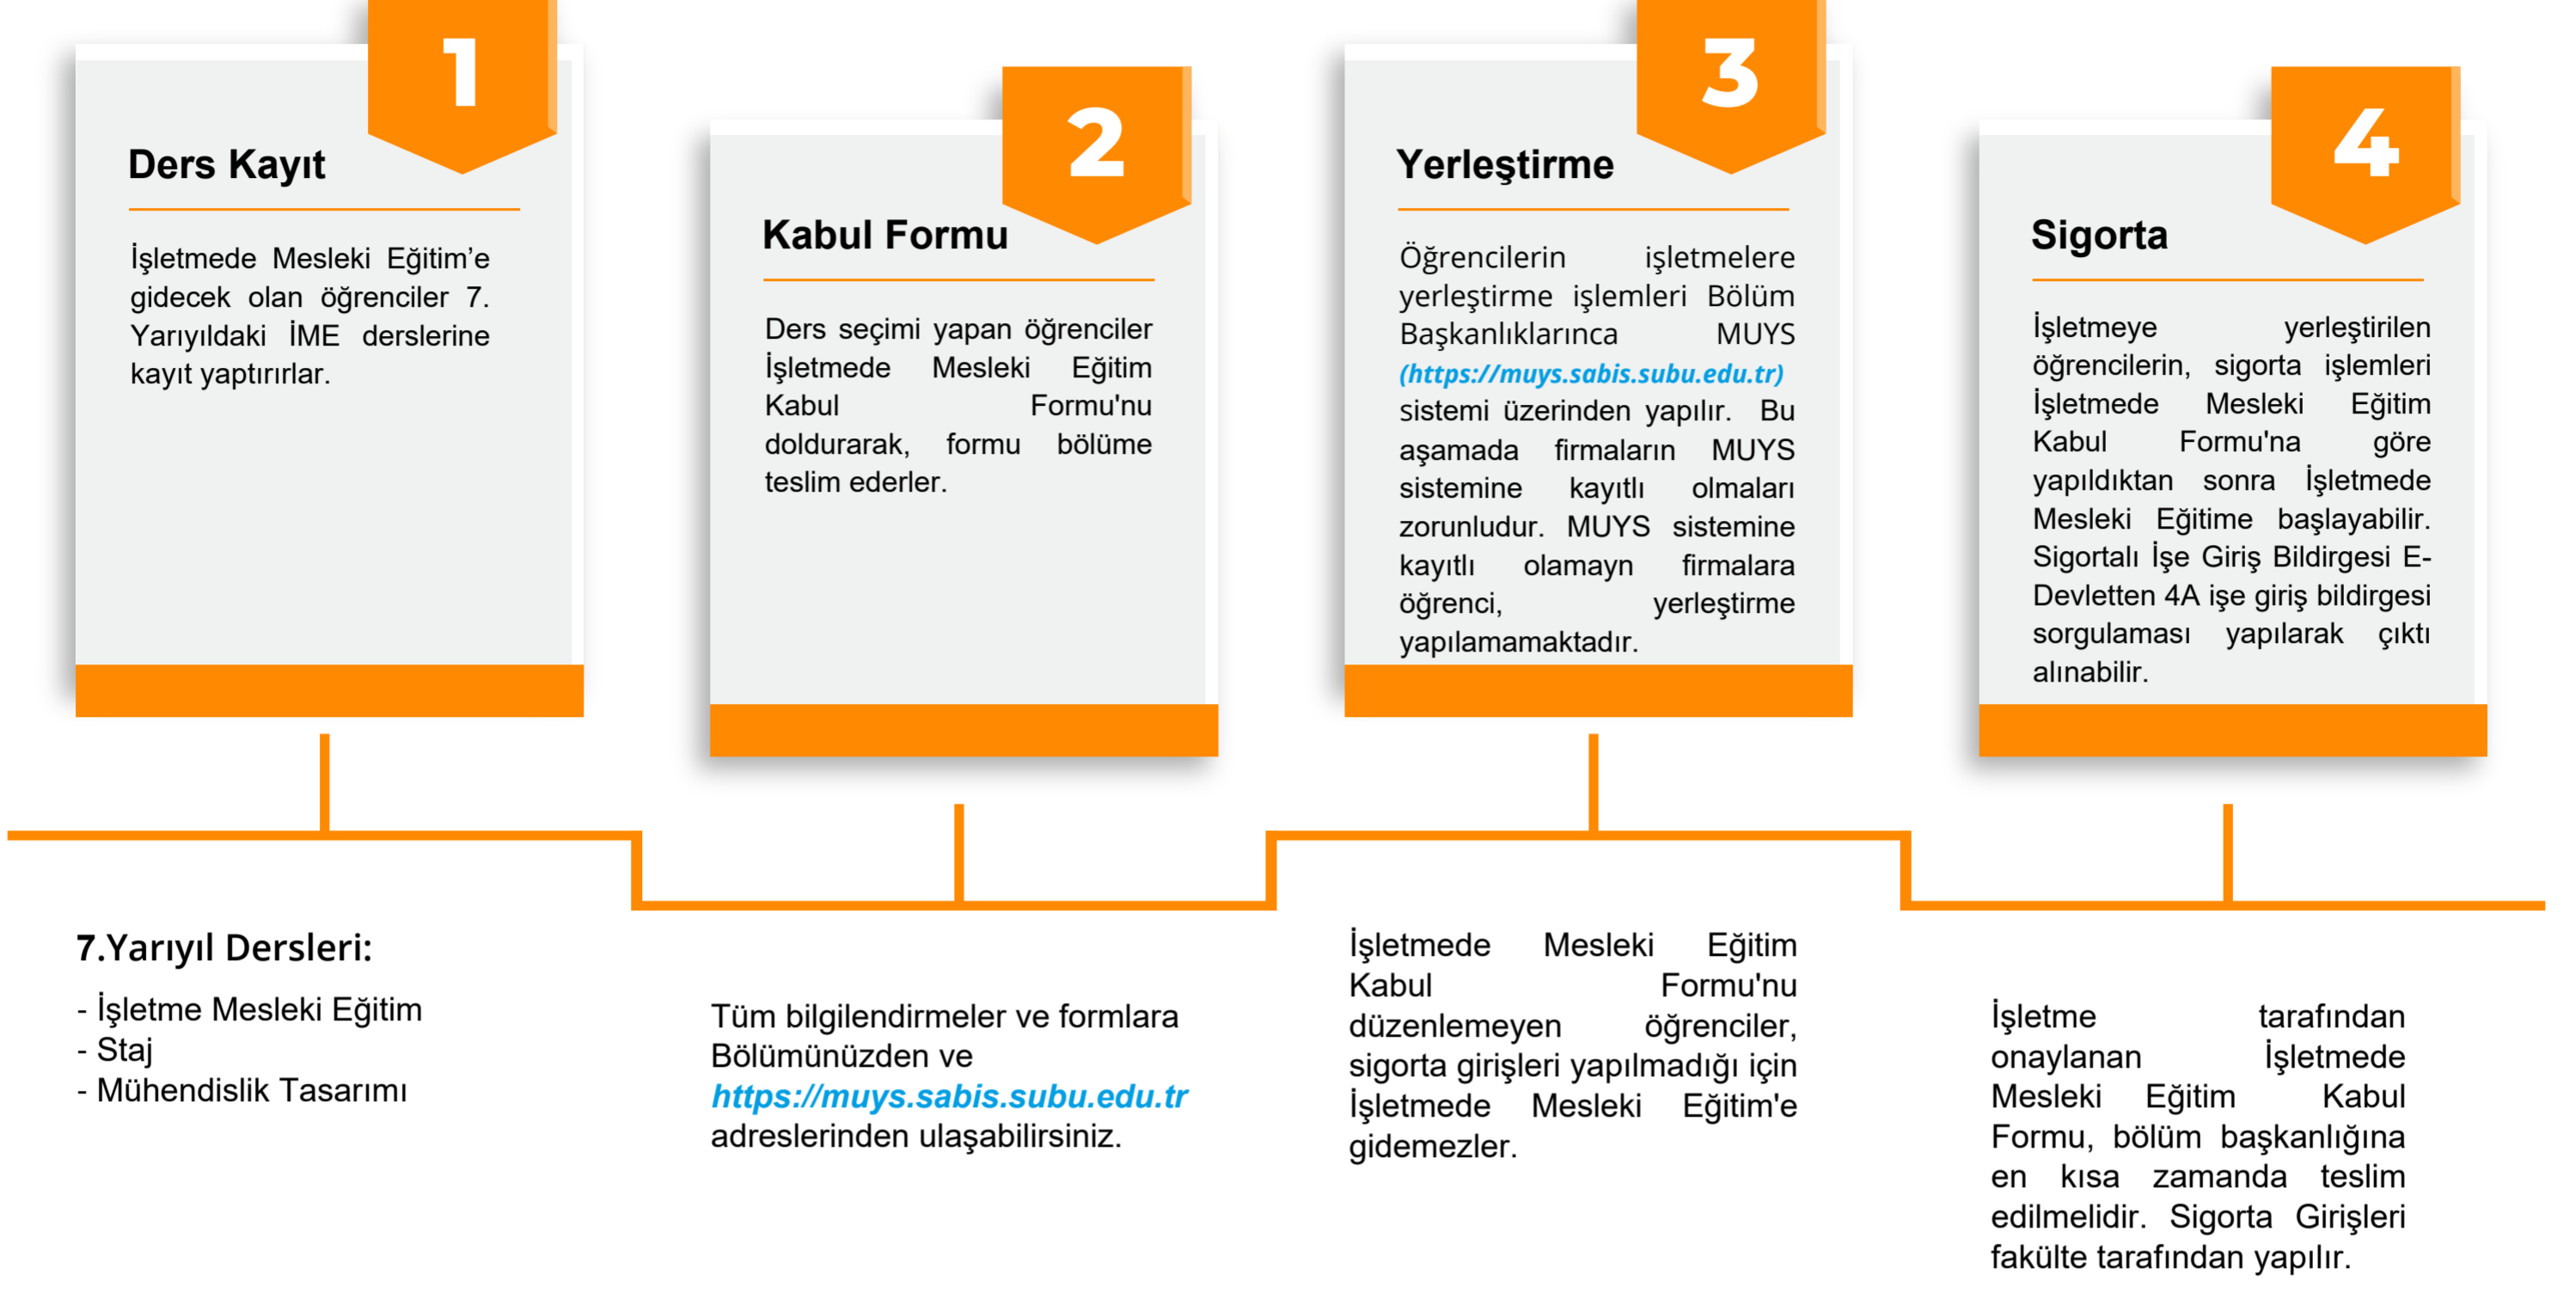 1
Ders Kayıt
İşletmede Mesleki Eğitim’e
gidecek olan öğrenciler 7.
Yarıyıldaki İME derslerine
kayıt yaptırırlar.
7.Yarıyıl Dersleri:
- İşletme Mesleki Eğitim
- Staj
- Mühendislik Tasarımı
2
Kabul Formu
Ders seçimi yapan öğrenciler
İşletmede Mesleki Eğitim
Kabul Formu'nu
doldurarak, formu bölüme
teslim ederler.
Tüm bilgilendirmeler ve formlara
Bölümünüzden ve
https://muys.sabis.subu.edu.tr
adreslerinden ulaşabilirsiniz.
3
Yerleştirme
Öğrencilerin işletmelere
yerleştirme işlemleri Bölüm
Başkanlıklarınca MUYS
(https://muys.sabis.subu.edu.tr)
sistemi üzerinden yapılır. Bu
aşamada firmaların MUYS
sistemine kayıtlı olmaları
zorunludur. MUYS sistemine
kayıtlı olamayn firmalara
öğrenci, yerleştirme
yapılamamaktadır.
İşletmede Mesleki Eğitim
Kabul Formu'nu
düzenlemeyen öğrenciler,
sigorta girişleri yapılmadığı için
İşletmede Mesleki Eğitim'e
gidemezler.
4
Sigorta
İşletmeye yerleştirilen
öğrencilerin, sigorta işlemleri
İşletmede Mesleki Eğitim
Kabul Formu'na göre
yapıldıktan sonra İşletmede
Mesleki Eğitime başlayabilir.
Sigortalı İşe Giriş Bildirgesi E-
Devletten 4A işe giriş bildirgesi
sorgulaması yapılarak çıktı
alınabilir.
İşletme tarafından
onaylanan İşletmede
Mesleki Eğitim Kabul
Formu, bölüm başkanlığına
en kısa zamanda teslim
edilmelidir. Sigorta Girişleri
fakülte tarafından yapılır.